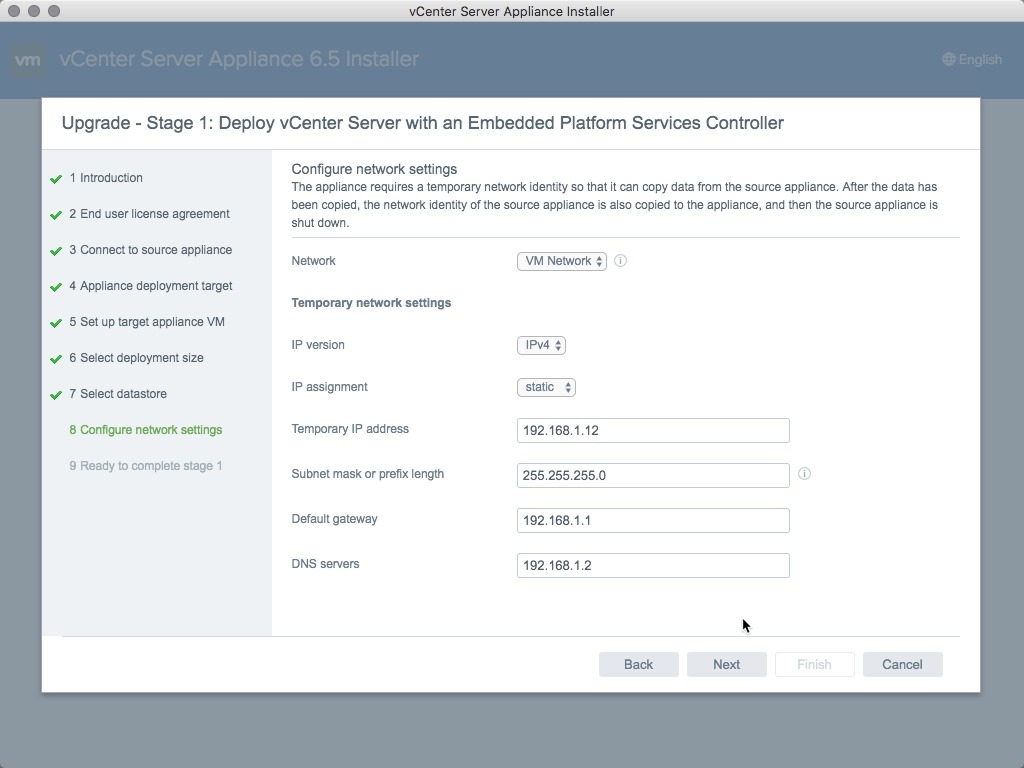 vCenter Server Appliance Installer
vm vCenter Server Appliance 6.5 Installer
English
Upgrade - Stage 1: Deploy vCenter Server with an Embedded Platform Services Controller
1 Introduction
2 End user license agreement
3 Connect to source appliance
4 Appliance deployment target
5 Set up target appliance VM
6 Select deployment size
7 Select datastore
8 Configure network settings
9 Ready to complete stage 1
Configure network settings
The appliance requires a temporary network identity so that it can copy data from the source appliance. After the data has
been copied, the network identity of the source appliance is also copied to the appliance, and then the source appliance is
shut down.
Network VM Network
Temporary network settings
IP version IPv4
IP assignment static
Temporary IP address 192.168.1.12
Subnet mask or prefix length 255.255.255.0
Default gateway 192.168.1.1
DNS servers 192.168.1.2
Back Next Finish Cancel